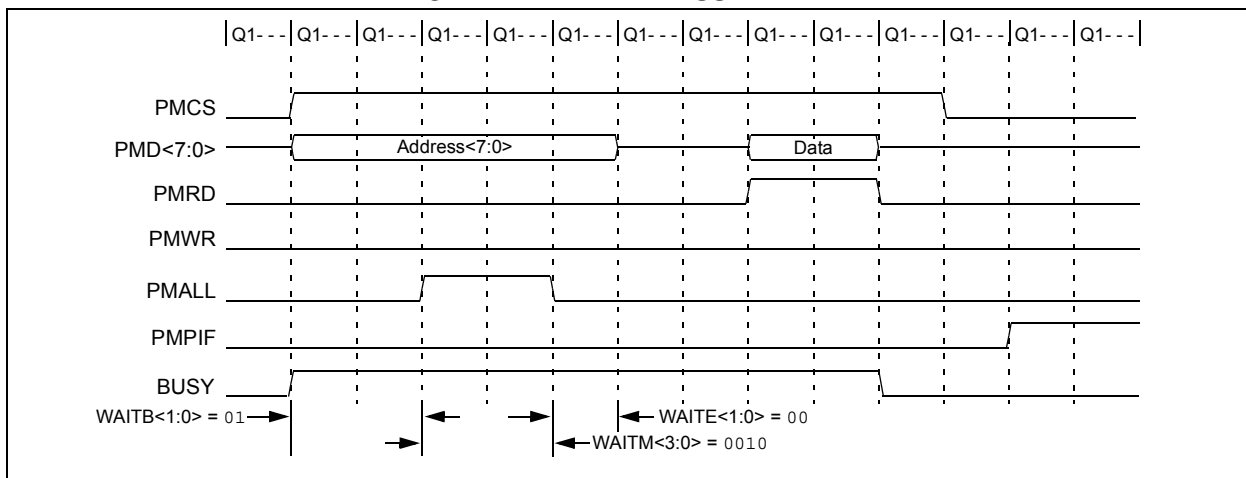 Q1- - - Q1- - - Q1- - - Q1- - - Q1- - - Q1- - - Q1- - - Q1- - - Q1- - - Q1- - - Q1- - - Q1- - - Q1- - - Q1- - -
PMCS
PMD<7:0> Address<7:0> Data
PMRD
PMWR
PMALL
PMPIF
BUSY
WAITB<1:0> = 01 WAITE<1:0> = 00
WAITM<3:0> = 0010